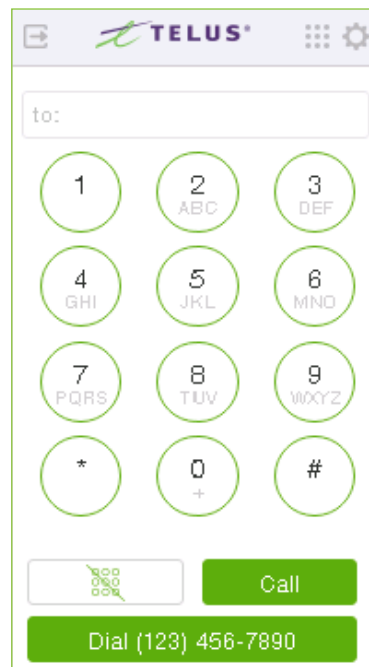 TELUS®
to:
1 2 3
ABC DEF
4 5 6
GHI JKL MNO
7 8 9
PQRS TUV WXYZ
* 0 #
+
Call
Dial (123) 456-7890